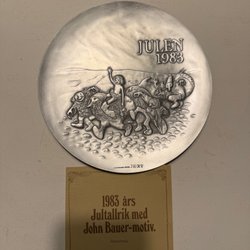 JULEN
1983
1983 års
Jultallrik med
John Bauer-motiv.